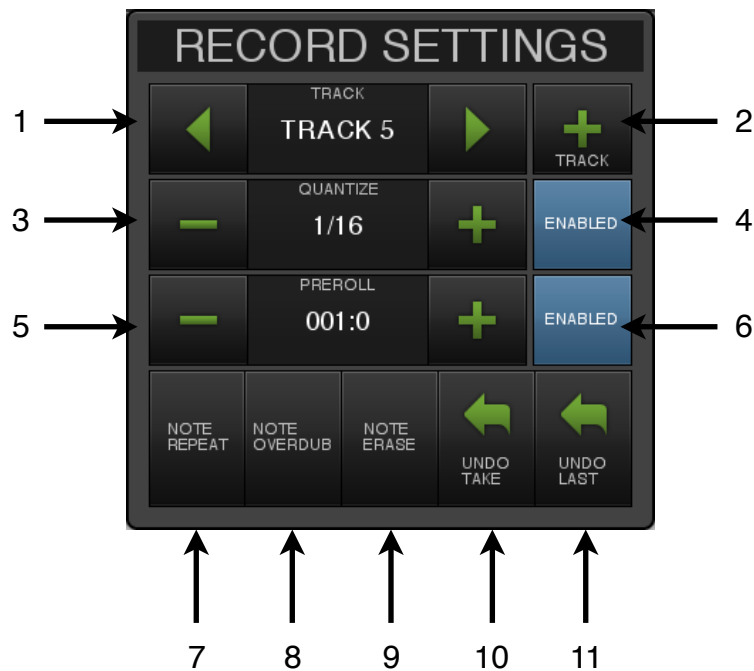 RECORD SETTINGS
1
TRACK
TRACK 5
TRACK
2
3
QUANTIZE
1/16
ENABLED
4
5
PREROLL
001:0
ENABLED
6
NOTE
REPEAT
NOTE
OVERDUB
NOTE
ERASE
UNDO
TAKE
UNDO
LAST
7
8
9
10
11